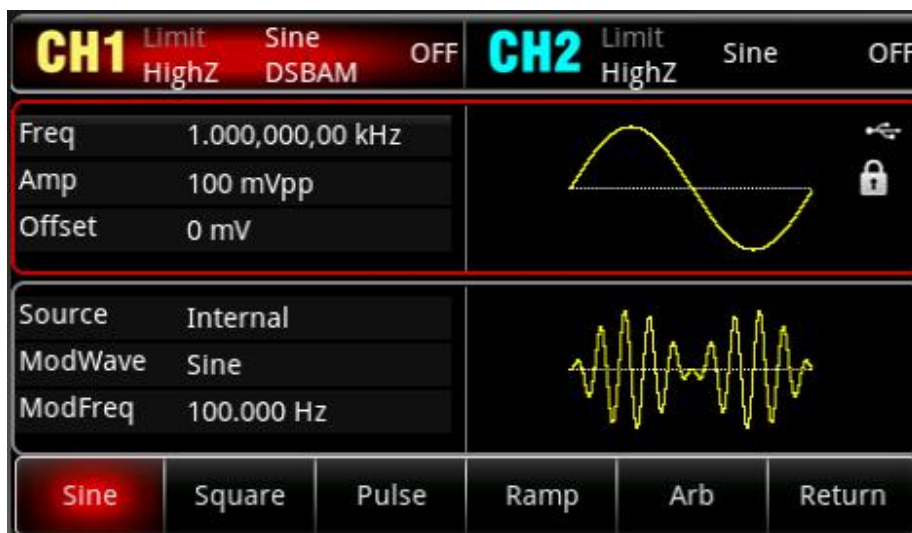 CH1 Limit Sine OFF
HighZ DSBAM
CH2 Limit Sine OFF
HighZ
Freq 1.000,000,00 kHz
Amp 100 mVpp
Offset 0 mV
Source Internal
ModWave Sine
ModFreq 100.000 Hz
Sine Square Pulse Ramp Arb Return